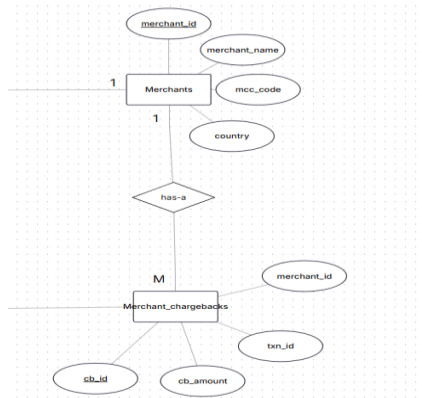 merchant_id
merchant_name
1
Merchants
mcc_code
1
country
has-a
M
merchant_id
Merchant_chargebacks
txn_id
cb_id
cb_amount